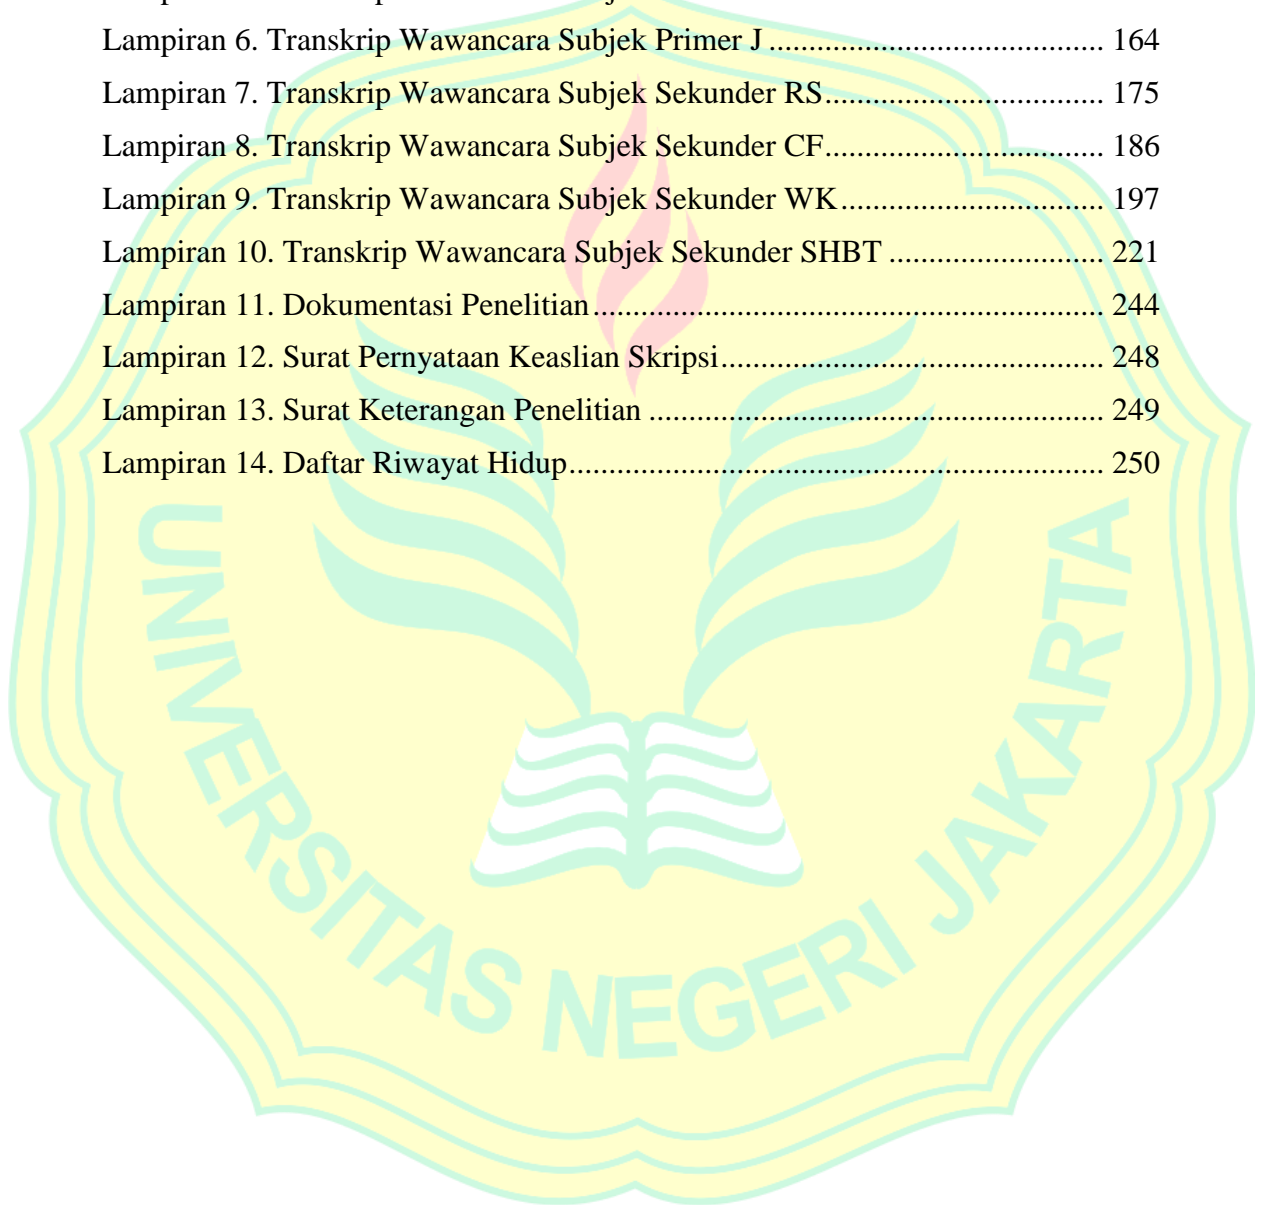 Lampiran 6. Transkrip Wawancara Subjek Primer J ........................................ 164
Lampiran 7. Transkrip Wawancara Subjek Sekunder RS................................... 175
Lampiran 8. Transkrip Wawancara Subjek Sekunder CF................................... 186
Lampiran 9. Transkrip Wawancara Subjek Sekunder WK................................. 197
Lampiran 10. Transkrip Wawancara Subjek Sekunder SHBT ........................... 221
Lampiran 11. Dokumentasi Penelitian................................................................ 244
Lampiran 12. Surat Pernyataan Keaslian Skripsi................................................ 248
Lampiran 13. Surat Keterangan Penelitian ......................................................... 249
Lampiran 14. Daftar Riwayat Hidup................................................................... 250
UNIVERSITAS NEGERI JAKARTA